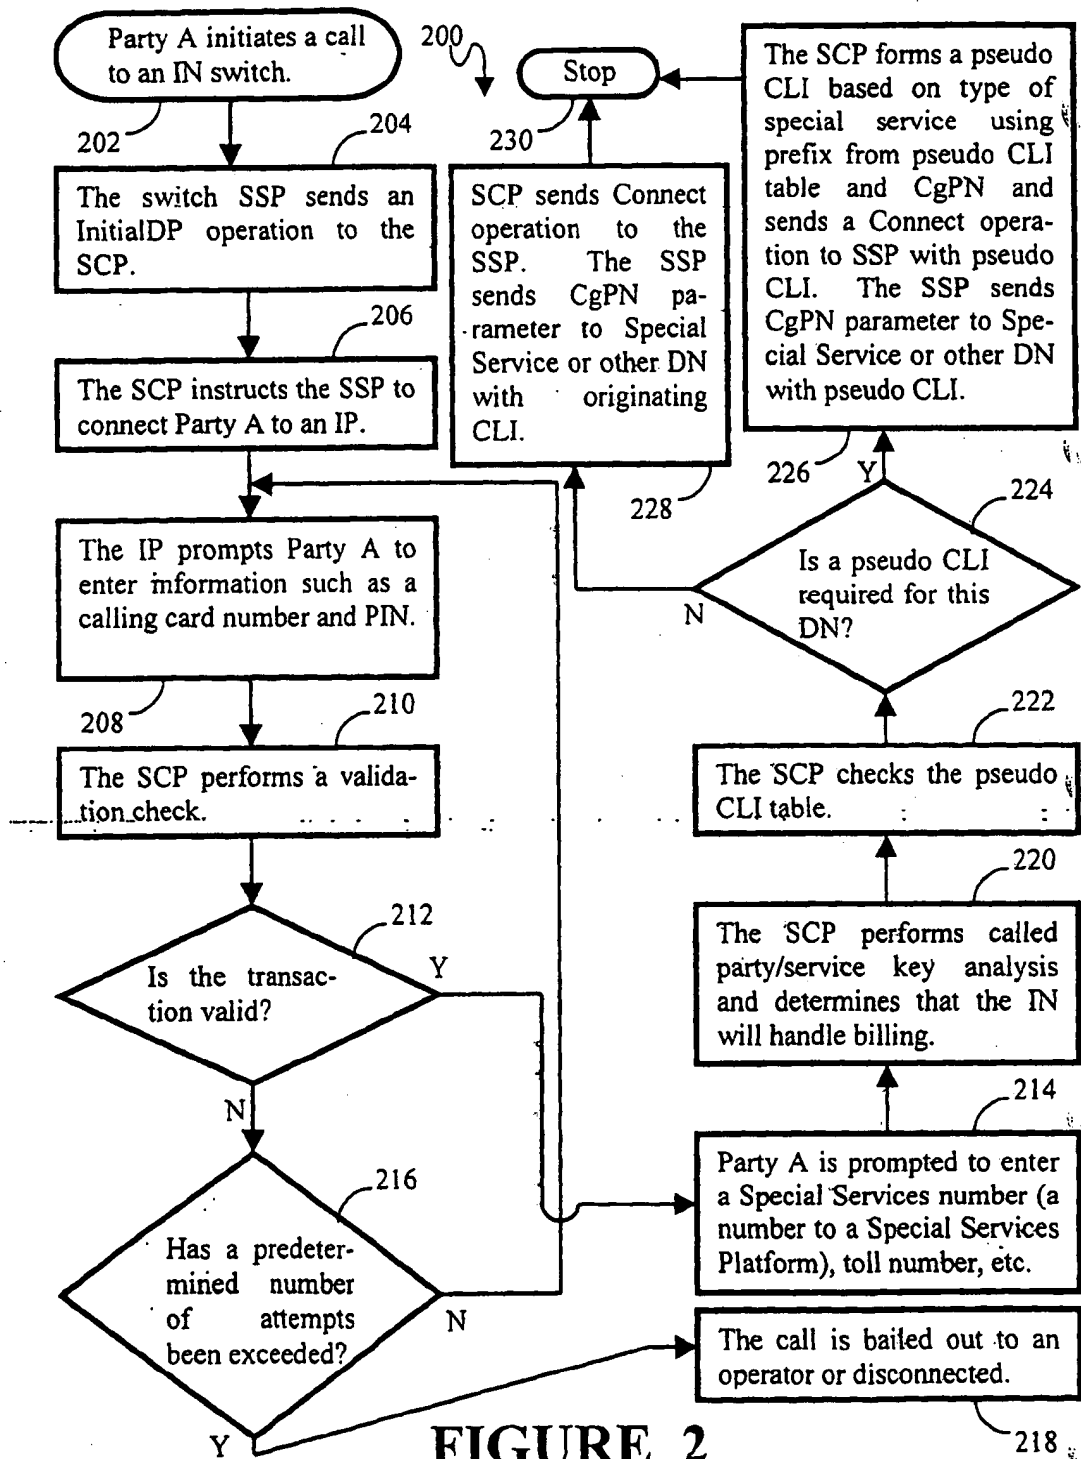 Party A initiates a call
to an IN switch.
202
200
Stop
230
204
The switch SSP sends an
InitialDP operation to the
SCP.
206
The SCP instructs the SSP to
connect Party A to an IP.
The IP prompts Party A to
enter information such as a
calling card number and PIN.
208
210
The SCP performs a valida-
tion check.
212
Is the transac-
tion valid?
Y
N
216
Has a predeter-
mined number
of attempts
been exceeded?
N
Y
SCP sends Connect
operation to the
SSP. The SSP
sends CgPN pa-
rameter to Special
Service or other DN
with originating
CLI.
228
The SCP forms a pseudo
CLI based on type of
special service using
prefix from pseudo CLI
table and CgPN and
sends a Connect opera-
tion to SSP with pseudo
CLI. The SSP sends
CgPN parameter to Spe-
cial Service or other DN
with pseudo CLI.
226
Y
224
Is a pseudo CLI
required for this
DN?
N
222
The SCP checks the pseudo
CLI table.
220
The SCP performs called
party/service key analysis
and determines that the IN
will handle billing.
214
Party A is prompted to enter
a Special Services number (a
number to a Special Services
Platform), toll number, etc.
The call is bailed out to an
operator or disconnected.
218
FIGURE 2